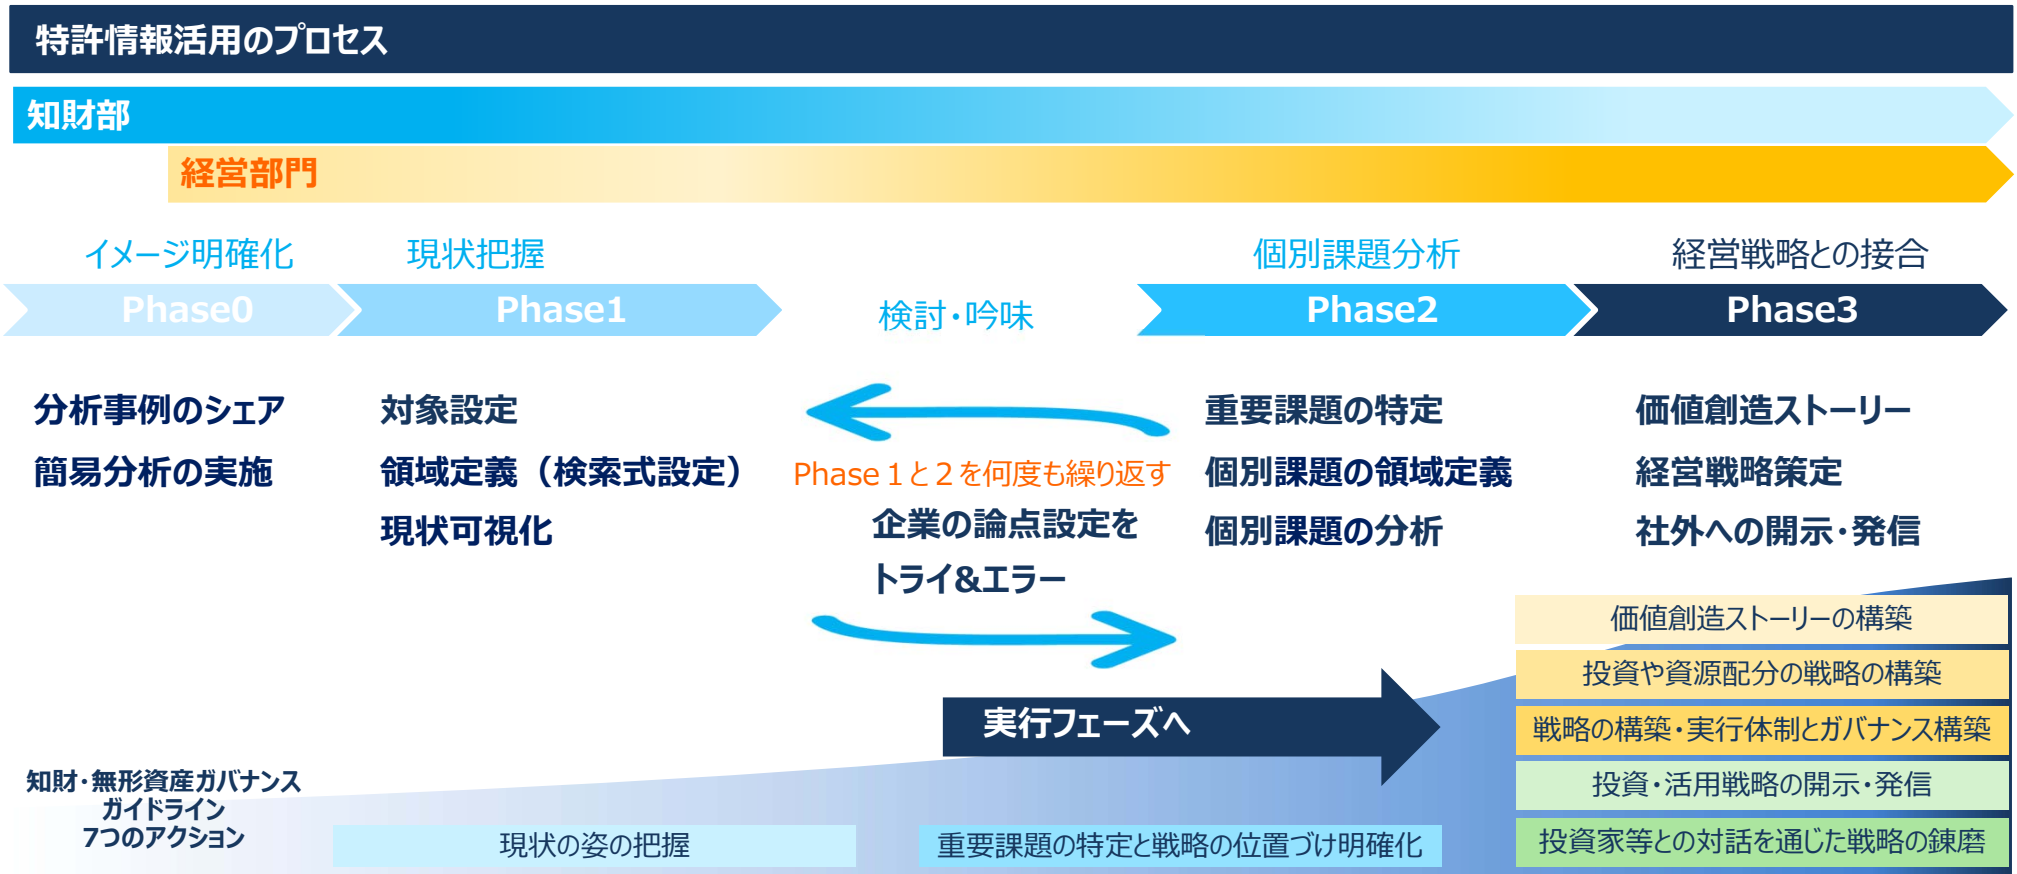 特許情報活用のプロセス
知財部
経営部門
イメージ明確化
現状把握
個別課題分析
経営戦略との接合
Phase0
Phase1
検討・吟味
Phase2
Phase3
分析事例のシェア
簡易分析の実施
対象設定
領域定義（検索式設定）
現状可視化
Phase１と２を何度も繰り返す
企業の論点設定を
トライ&エラー
重要課題の特定
個別課題の領域定義
個別課題の分析
価値創造ストーリー
経営戦略策定
社外への開示・発信
実行フェーズへ
知財・無形資産ガバナンス
ガイドライン
7つのアクション
現状の姿の把握
重要課題の特定と戦略の位置づけ明確化
価値創造ストーリーの構築
投資や資源配分の戦略の構築
戦略の構築・実行体制とガバナンス構築
投資・活用戦略の開示・発信
投資家等との対話を通じた戦略の錬磨